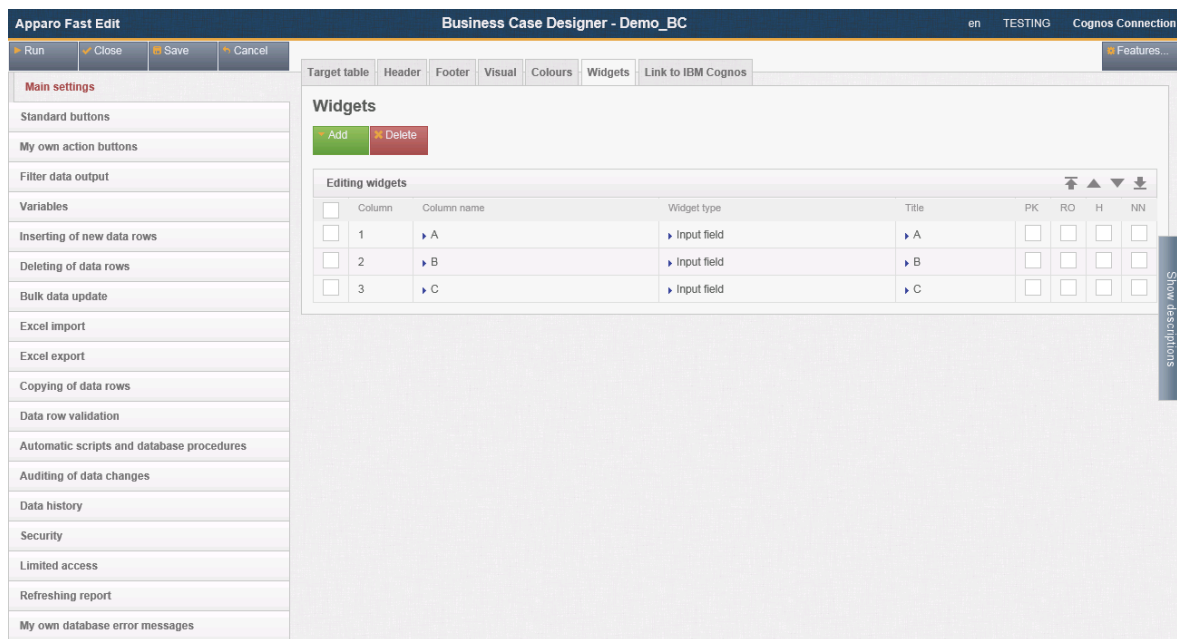 Apparo Fast Edit Business Case Designer - Demo_BC en TESTING Cognos Connection
Run Close Save Cancel Features...
Target table Header Footer Visual Colours Widgets Link to IBM Cognos
Main settings
Standard buttons
My own action buttons
Filter data output
Variables
Inserting of new data rows
Deleting of data rows
Bulk data update
Excel import
Excel export
Copying of data rows
Data row validation
Automatic scripts and database procedures
Auditing of data changes
Data history
Security
Limited access
Refreshing report
My own database error messages
Widgets
Add Delete
Editing widgets
Column Column name Widget type Title PK RO H NN
1 A Input field A
2 B Input field B
3 C Input field C
Show descriptions